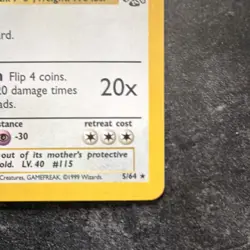 ard.
Flip 4 coins.
20 damage times
ads.
20x
stance
retreat cost
-30
out of its mother's protective
old. LV. 40 #115
Creatures, GAMEFREAK. ©1999 Wizards.
5/64 ★